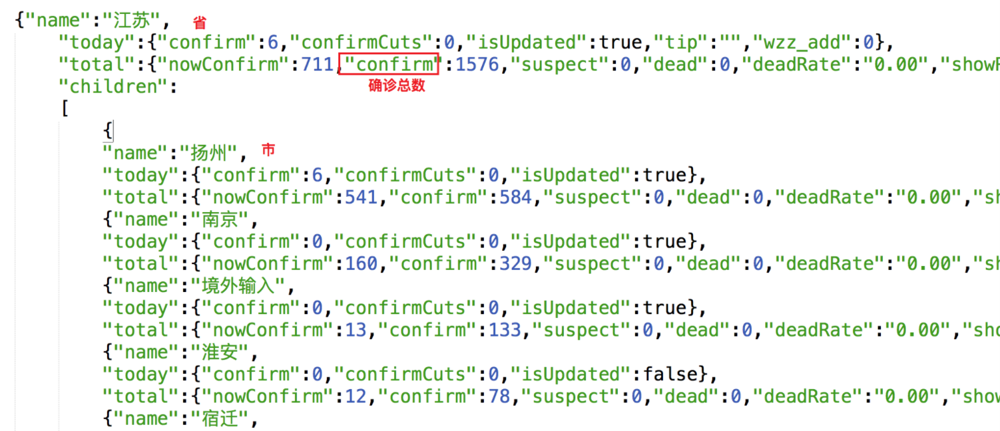 {"name":"江苏", 省
"today":{"confirm":6,"confirmCuts":0,"isUpdated":true,"tip":"","wzz_add":0},
"total":{"nowConfirm":711,"confirm":1576,"suspect":0,"dead":0,"deadRate":"0.00","show
确诊总数
"children":
[
{
"name":"扬州", 市
"today":{"confirm":6,"confirmCuts":0,"isUpdated":true},
"total":{"nowConfirm":541,"confirm":584,"suspect":0,"dead":0,"deadRate":"0.00","sh
{"name":"南京",
"today":{"confirm":0,"confirmCuts":0,"isUpdated":true},
"total":{"nowConfirm":160,"confirm":329,"suspect":0,"dead":0,"deadRate":"0.00","sh
{"name":"境外输入",
"today":{"confirm":0,"confirmCuts":0,"isUpdated":true},
"total":{"nowConfirm":13,"confirm":133,"suspect":0,"dead":0,"deadRate":"0.00","sho
{"name":"淮安",
"today":{"confirm":0,"confirmCuts":0,"isUpdated":false},
"total":{"nowConfirm":12,"confirm":78,"suspect":0,"dead":0,"deadRate":"0.00","show
{"name":"宿迁",